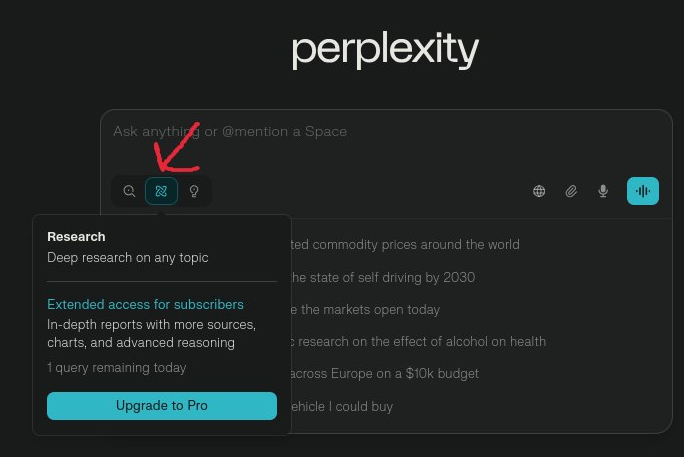 perplexity
Ask anything or @mention a Space
Research
Deep research on any topic
Extended access for subscribers
In-depth reports with more sources,
charts, and advanced reasoning
1 query remaining today
Upgrade to Pro
ted commodity prices around the world
the state of self driving by 2030
e the markets open today
c research on the effect of alcohol on health
across Europe on a $10k budget
ehicle I could buy